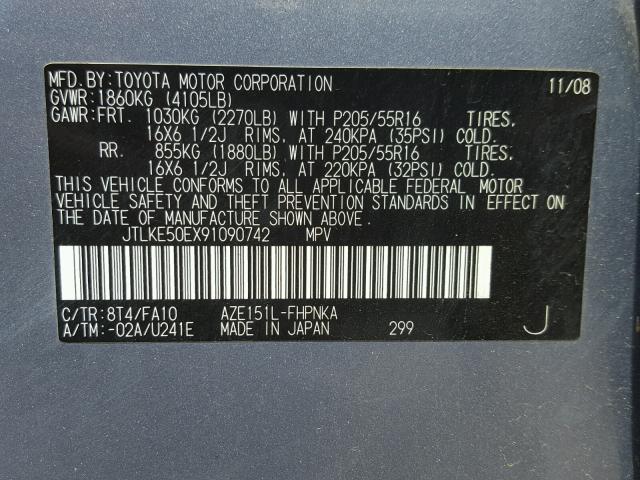 MFD.BY:TOYOTA MOTOR CORPORATION 11/08
GVWR:1860KG (4105LB)
GAWR:FRT. 1030KG (2270LB) WITH P205/55R16 TIRES,
16X6 1/2J RIMS, AT 240KPA (35PSI) COLD.
RR. 855KG (1880LB) WITH P205/55R16 TIRES,
16X6 1/2J RIMS, AT 220KPA (32PSI) COLD.
THIS VEHICLE CONFORMS TO ALL APPLICABLE FEDERAL MOTOR
VEHICLE SAFETY AND THEFT PREVENTION STANDARDS IN EFFECT ON
THE DATE OF MANUFACTURE SHOWN ABOVE.
JTLKE50EX91090742 MPV
C/TR:8T4/FA10 AZE151L-FHPNKA
A/TM:-02A/U241E MADE IN JAPAN 299 J